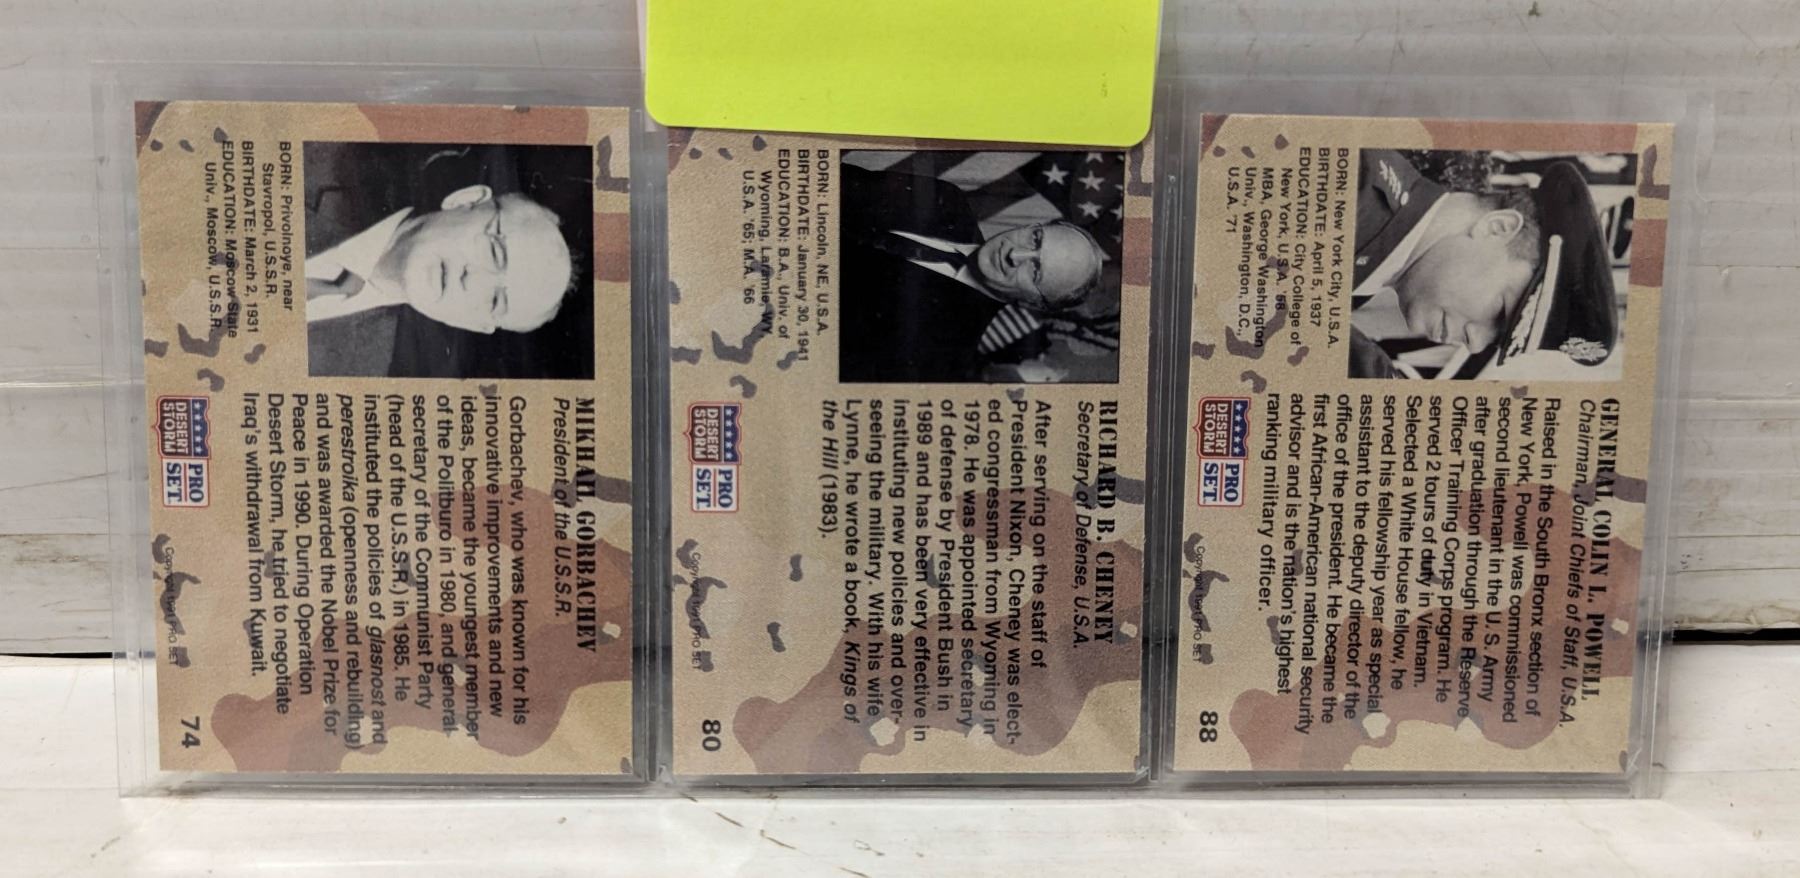 MIKHAIL GORBACHEV
President of the U.S.S.R.
BORN: Privolnoye, near
Stavropol, U.S.S.R.
BIRTHDATE: March 2, 1931
EDUCATION: Moscow State
Univ., Moscow, U.S.S.R.
Gorbachev, who was known for his
innovative improvements and new
ideas, became the youngest member
of the Politburo in 1980, and general
secretary of the Communist Party
(head of the U.S.S.R.) in 1985. He
instituted the policies of glasnost and
perestroika (openness and rebuilding)
and was awarded the Nobel Prize for
Peace in 1990. During Operation
Desert Storm, he tried to negotiate
Iraq's withdrawal from Kuwait.
DESERT
STORM
PRO
SET
Copyright 1991 PRO SET
74
RICHARD B. CHENEY
Secretary of Defense, U.S.A.
BORN: Lincoln, NE, U.S.A.
BIRTHDATE: January 30, 1941
EDUCATION: B.A., Univ. of
Wyoming, Laramie, WY,
U.S.A. '65; M.A. '66
After serving on the staff of
President Nixon, Cheney was elect-
ed congressman from Wyoming in
1978. He was appointed secretary
of defense by President Bush in
1989 and has been very effective in
instituting new policies and over-
seeing the military. With his wife
Lynne, he wrote a book, Kings of
the Hill (1983).
DESERT
STORM
PRO
SET
Copyright 1991 PRO SET
80
GENERAL COLIN L. POWELL
Chairman, Joint Chiefs of Staff, U.S.A.
BORN: New York City, U.S.A.
BIRTHDATE: April 5, 1937
EDUCATION: City College of
New York, U.S.A. '58
MBA, George Washington
Univ., Washington, D.C.,
U.S.A. '71
Raised in the South Bronx section of
New York, Powell was commissioned
second lieutenant in the U. S. Army
after graduation through the Reserve
Officer Training Corps program. He
served 2 tours of duty in Vietnam.
Selected a White House fellow, he
served his fellowship year as special
assistant to the deputy director of the
office of the president. He became the
first African-American national security
advisor and is the nation's highest
ranking military officer.
DESERT
STORM
PRO
SET
Copyright 1991 PRO SET
88